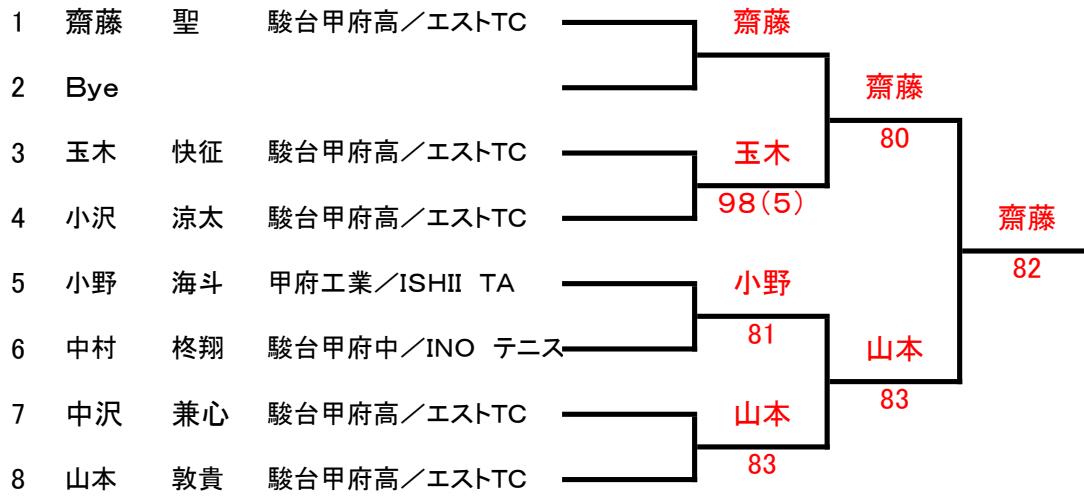 1 齋藤 聖 駿台甲府高／エストTC 齋藤
2 Bye 齋藤
80
3 玉木 快征 駿台甲府高／エストTC 玉木
98(5)
4 小沢 涼太 駿台甲府高／エストTC 齋藤
82
5 小野 海斗 甲府工業／ISHII TA 小野
81
6 中村 柊翔 駿台甲府中／INO テニス 山本
83
7 中沢 兼心 駿台甲府高／エストTC 山本
83
8 山本 敦貴 駿台甲府高／エストTC